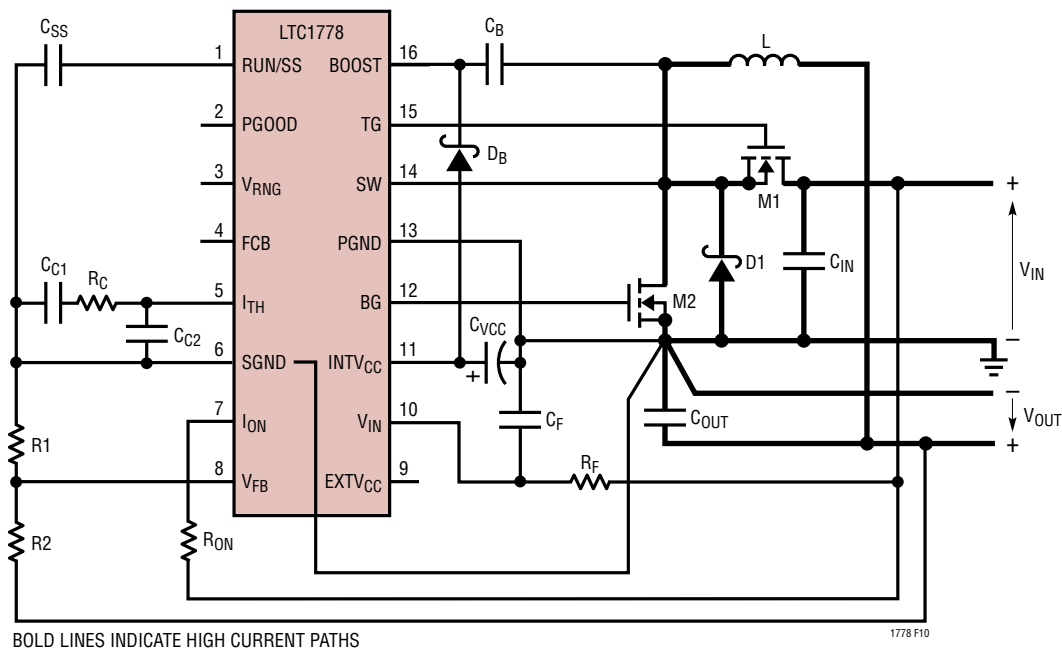 LTC1778
C_SS
1 RUN/SS BOOST 16
C_B
L
2 PGOOD TG 15
D_B
3 V_RNG SW 14
M1
+
4 FCB PGND 13
D1
C_IN
V_IN
C_C1
R_C
5 I_TH BG 12
M2
C_C2
C_VCC
6 SGND INTV_CC 11
+
–
–
7 I_ON V_IN 10
C_F
C_OUT
V_OUT
+
R1
R_F
8 V_FB EXTV_CC 9
R2
R_ON
BOLD LINES INDICATE HIGH CURRENT PATHS
1778 F10